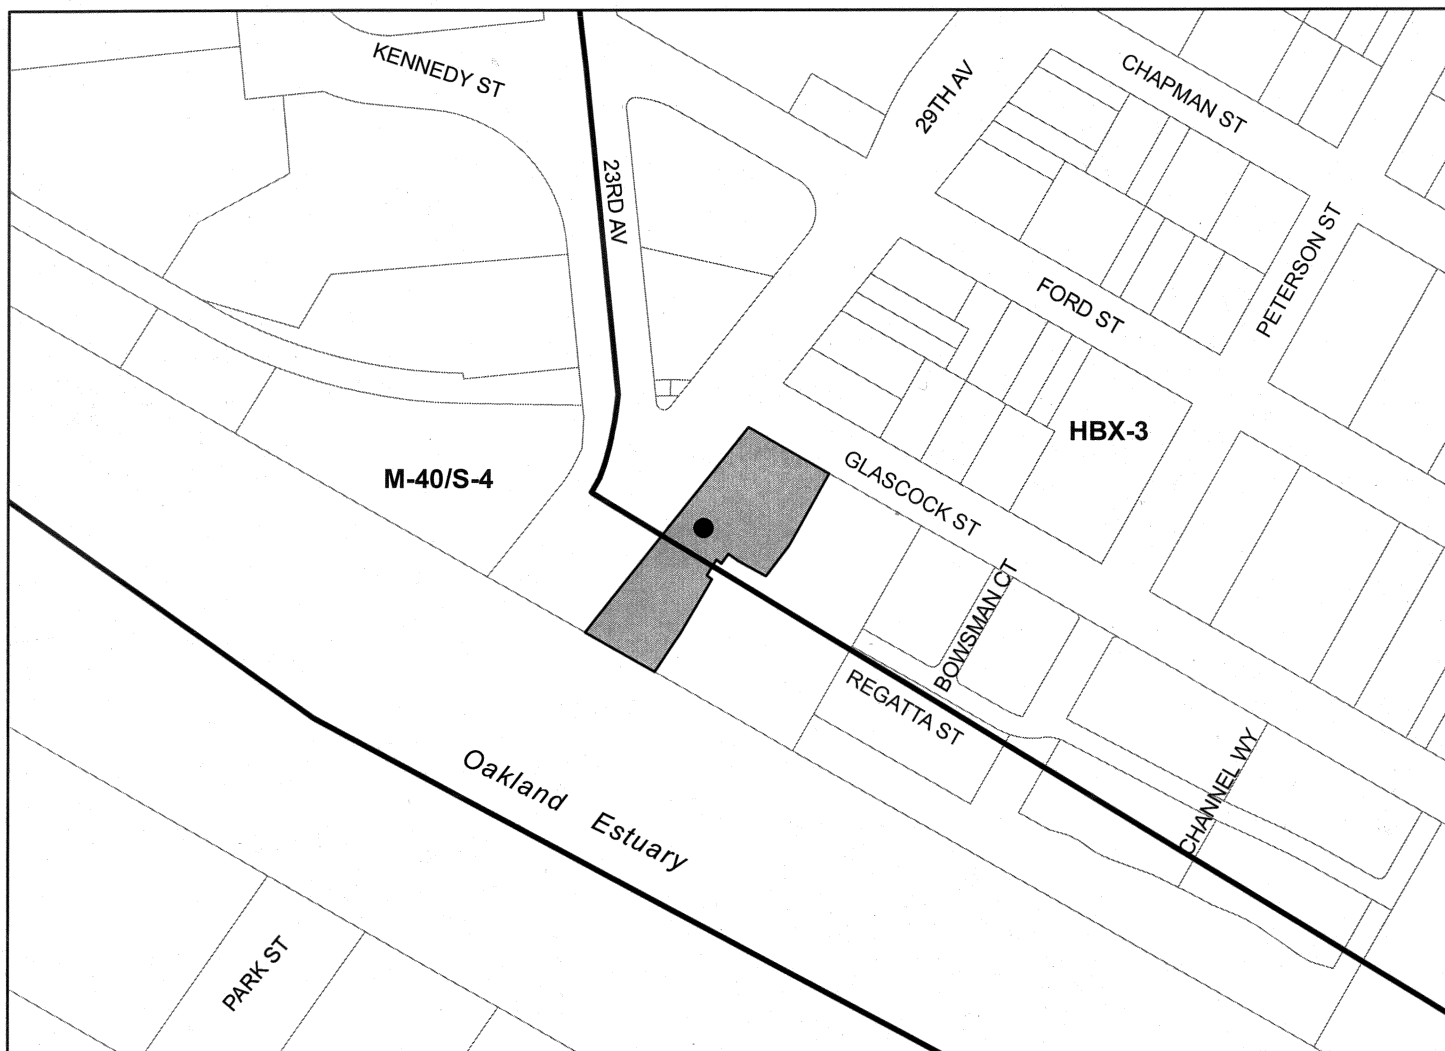 KENNEDY ST
23RD AV
29TH AV
CHAPMAN ST
PETERSON ST
FORD ST
HBX-3
M-40/S-4
GLASCOCK ST
BOWSMAN CT
REGATTA ST
CHANNEL WY
Oakland Estuary
PARK ST